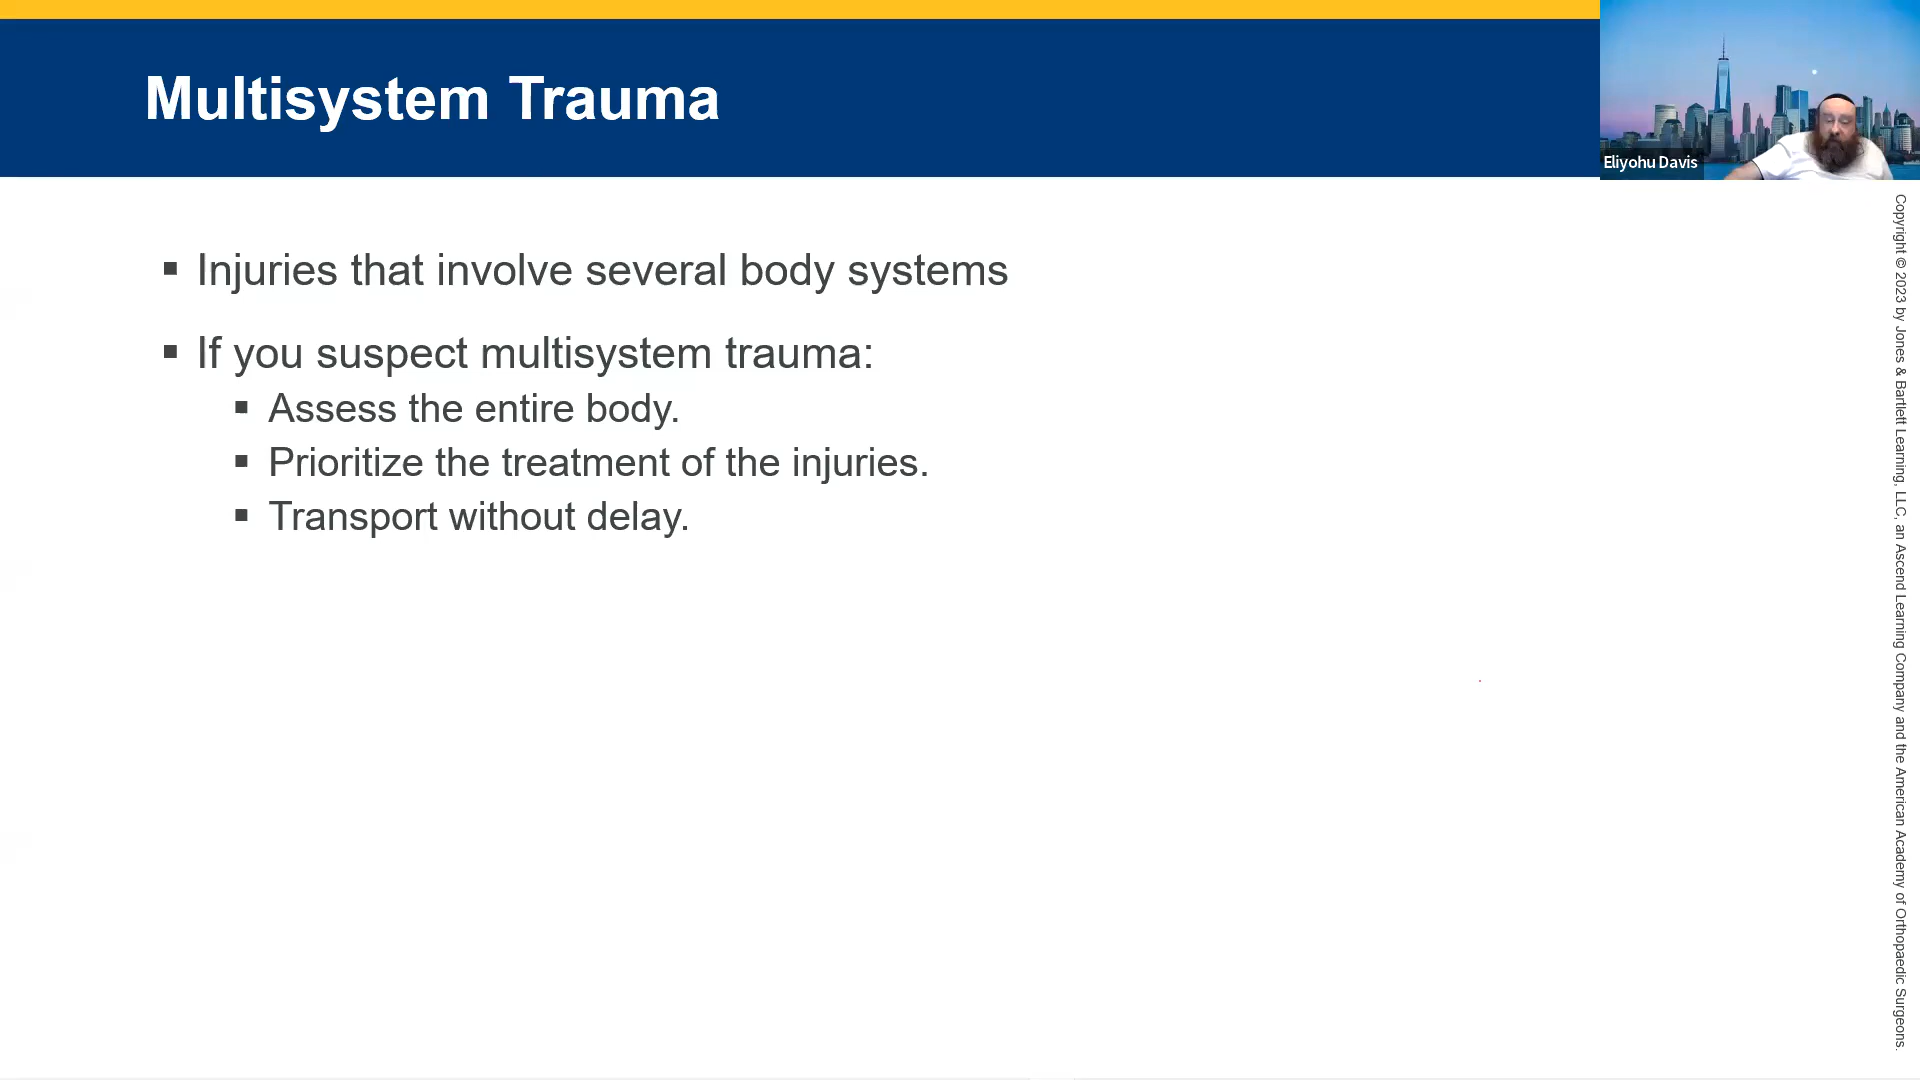 Multisystem Trauma
Eliyohu Davis
▪ Injuries that involve several body systems
▪ If you suspect multisystem trauma:
▪ Assess the entire body.
▪ Prioritize the treatment of the injuries.
▪ Transport without delay.
Copyright © 2023 by Jones & Bartlett Learning, LLC, an Ascend Learning Company and the American Academy of Orthopaedic Surgeons.